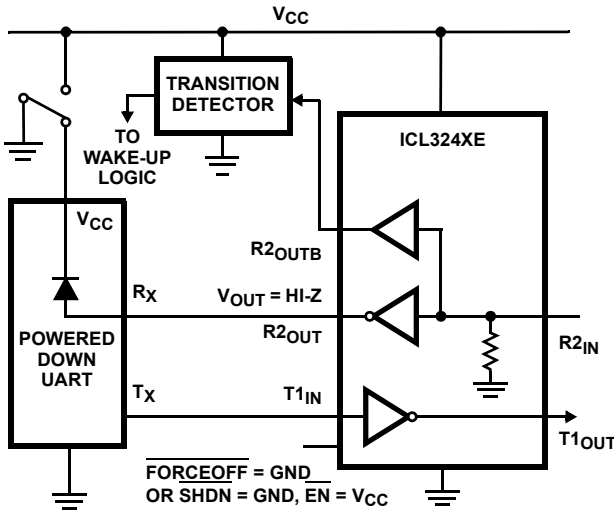 VCC
TRANSITION
DETECTOR
TO
WAKE-UP
LOGIC
ICL324XE
VCC
R2OUTB
RX
VOUT = HI-Z
POWERED
DOWN
UART
R2OUT
R2IN
TX
T1IN
T1OUT
FORCEOFF = GND
OR SHDN = GND, EN = VCC